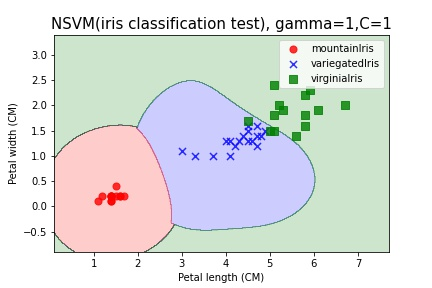 NSVM(iris classification test), gamma=1,C=1
mountainIris
variegatedIris
virginialris
Petal width (CM)
3.0
2.5
2.0
1.5
1.0
0.5
0.0
−0.5
1 2 3 4 5 6 7
Petal length (CM)